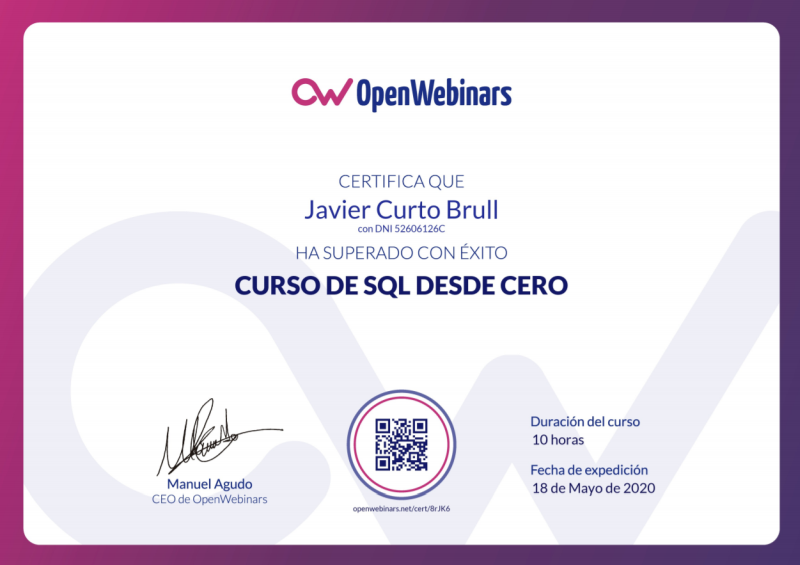 OpenWebinars
CERTIFICA QUE
Javier Curto Brull
con DNI 52606126C
HA SUPERADO CON ÉXITO
CURSO DE SQL DESDE CERO
Manuel Agudo
CEO de OpenWebinars
openwebinars.net/cert/8rJK6
Duración del curso
10 horas
Fecha de expedición
18 de Mayo de 2020